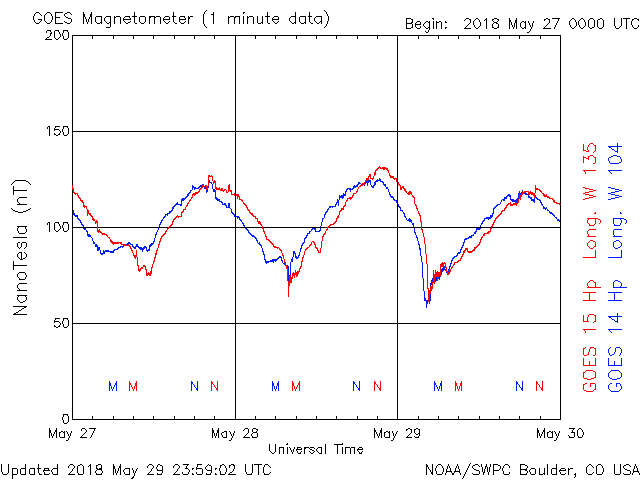 GOES Magnetometer (1 minute data)
Begin: 2018 May 27 0000 UTC
200
150
100
50
0
NanoTesla (nT)
M M N N M M N N M M N N
May 27 May 28 May 29 May 30
Universal Time
GOES 15 Hp Long. W 135
GOES 14 Hp Long. W 104
Updated 2018 May 29 23:59:02 UTC
NOAA/SWPC Boulder, CO USA